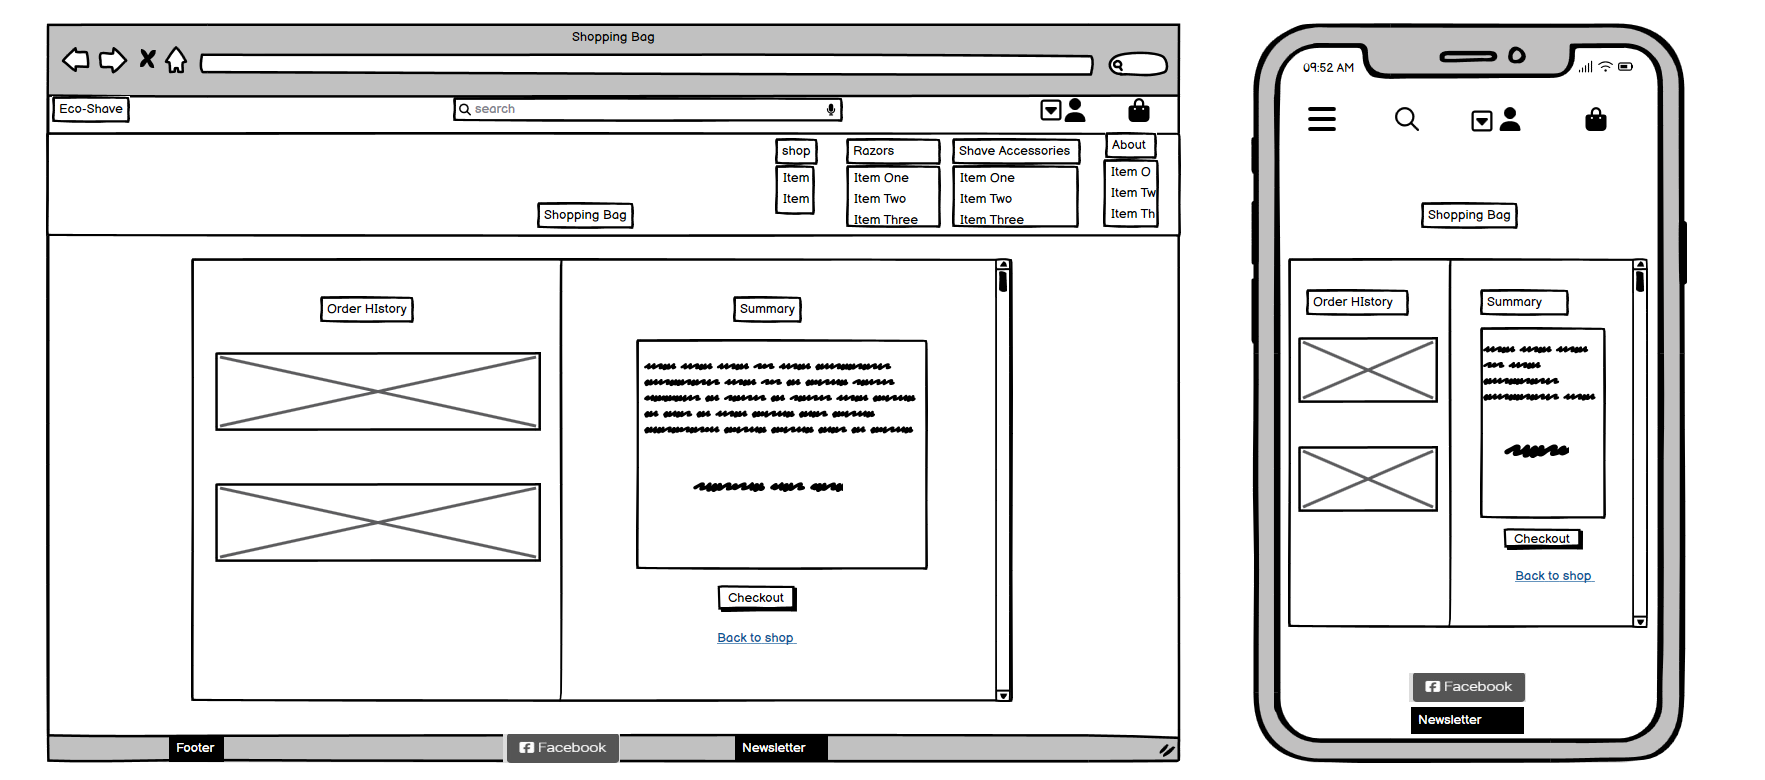 Shopping Bag
Eco-Shave
search
shop
Razors
Shave Accessories
About
Item
Item One
Item One
Item O
Item
Item Two
Item Two
Item Tw
Item Three
Item Three
Item Th
Shopping Bag
Order HIstory
Summary
Checkout
Back to shop
Footer
Facebook
Newsletter
09:52 AM
Shopping Bag
Order HIstory
Summary
Checkout
Back to shop
Facebook
Newsletter